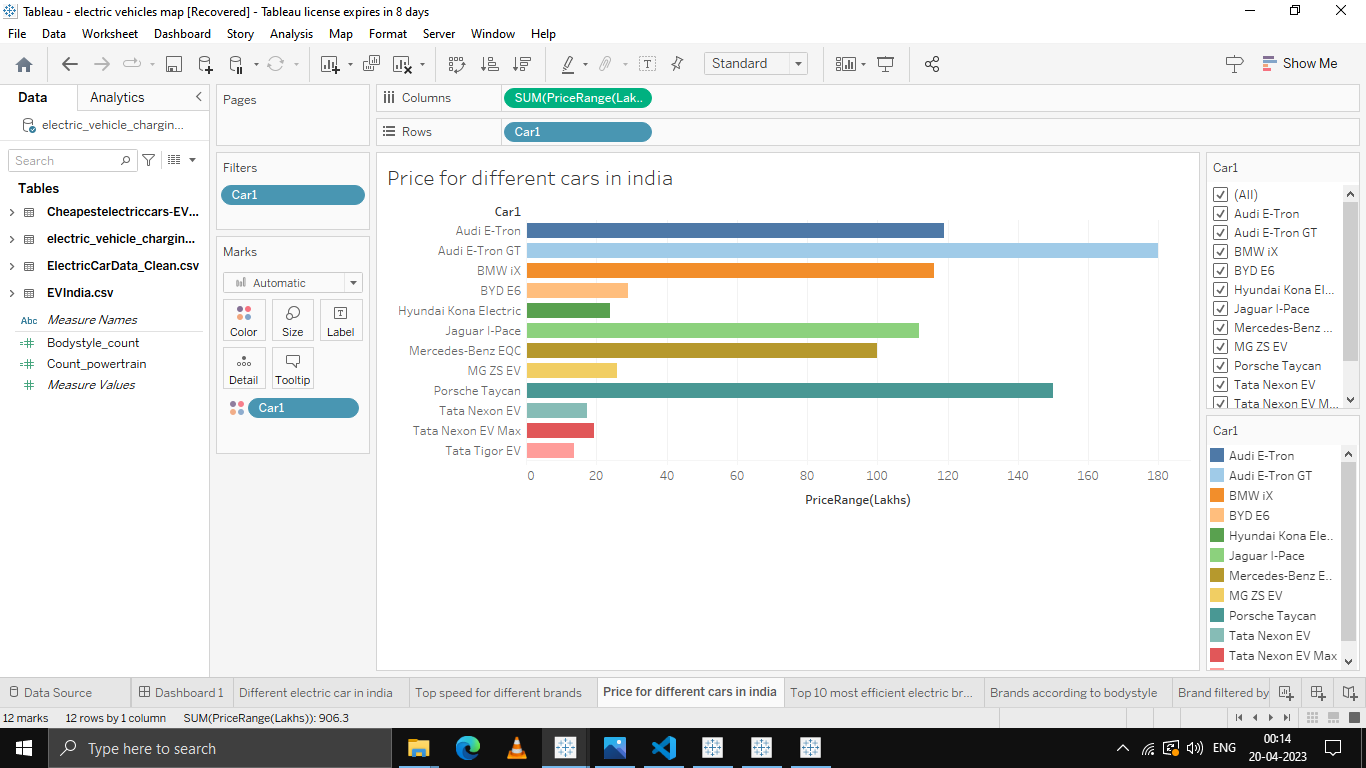 Tableau - electric vehicles map [Recovered] - Tableau license expires in 8 days
File Data Worksheet Dashboard Story Analysis Map Format Server Window Help
Standard
Show Me
Data Analytics
electric_vehicle_chargin...
Search
Tables
Cheapestelectriccars-EV...
electric_vehicle_chargin...
ElectricCarData_Clean.csv
EVIndia.csv
Abc Measure Names
Bodystyle_count
Count_powertrain
Measure Values
Pages
Filters
Car1
Marks
Automatic
Color Size Label
Detail Tooltip
Car1
Columns SUM(PriceRange(Lak..
Rows Car1
Price for different cars in india
Car1
Audi E-Tron
Audi E-Tron GT
BMW iX
BYD E6
Hyundai Kona Electric
Jaguar I-Pace
Mercedes-Benz EQC
MG ZS EV
Porsche Taycan
Tata Nexon EV
Tata Nexon EV Max
Tata Tigor EV
0 20 40 60 80 100 120 140 160 180
PriceRange(Lakhs)
Car1
(All)
Audi E-Tron
Audi E-Tron GT
BMW iX
BYD E6
Hyundai Kona El...
Jaguar I-Pace
Mercedes-Benz ...
MG ZS EV
Porsche Taycan
Tata Nexon EV
Tata Nexon EV M...
Car1
Audi E-Tron
Audi E-Tron GT
BMW iX
BYD E6
Hyundai Kona Ele..
Jaguar I-Pace
Mercedes-Benz E..
MG ZS EV
Porsche Taycan
Tata Nexon EV
Tata Nexon EV Max
Data Source Dashboard 1 Different electric car in india Top speed for different brands Price for different cars in india Top 10 most efficient electric br... Brands according to bodystyle Brand filtered by
12 marks 12 rows by 1 column SUM(PriceRange(Lakhs)): 906.3
Type here to search
ENG
00:14
20-04-2023